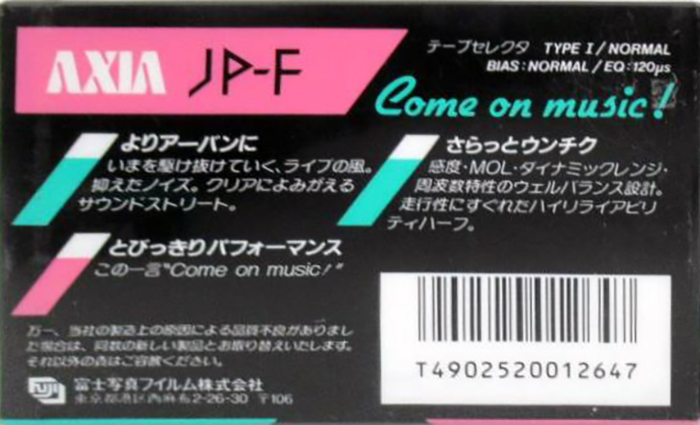 AXIA JP-F
テープセレクタ TYPE I/NORMAL
BIAS:NORMAL/EQ:120μs
Come on music!
よりアーバンに
いまを駆け抜けていく、ライブの風。
抑えたノイズ。クリアによみがえる
サウンドストリート。
さらっとウンチク
感度・MOL・ダイナミックレンジ・
周波数特性のウェルバランス設計。
走行性にすぐれたハイリライアビリ
ティハーフ。
とびっきりパフォーマンス
この一言"Come on music!"
万一、当社の製造上の原因による品質不良がありまし
た場合は、同数の新しい製品とお取り替えいたします。
それ以外の責はご容赦ください。
FUJI 富士写真フイルム株式会社
東京都港区西麻布2-26-30 〒106
T4902520012647